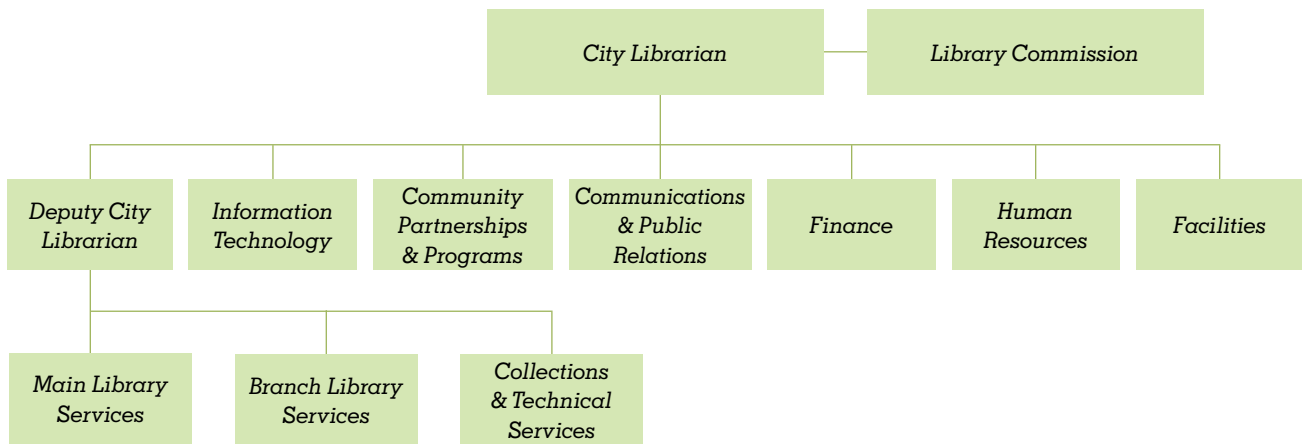 City Librarian
Library Commission
Deputy City
Librarian
Information
Technology
Community
Partnerships
& Programs
Communications
& Public
Relations
Finance
Human
Resources
Facilities
Main Library
Services
Branch Library
Services
Collections
& Technical
Services